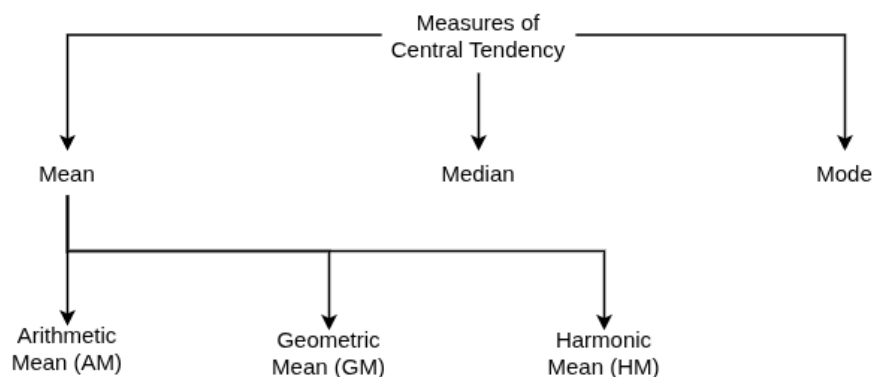 Measures of
Central Tendency
Mean
Median
Mode
Arithmetic
Mean (AM)
Geometric
Mean (GM)
Harmonic
Mean (HM)